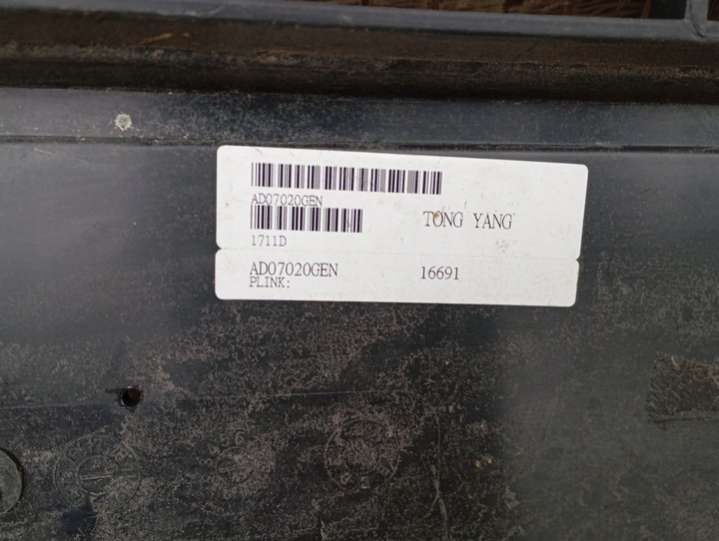 AD07020GEN
TONG YANG
1711D
AD07020GEN 16691
PLINK: